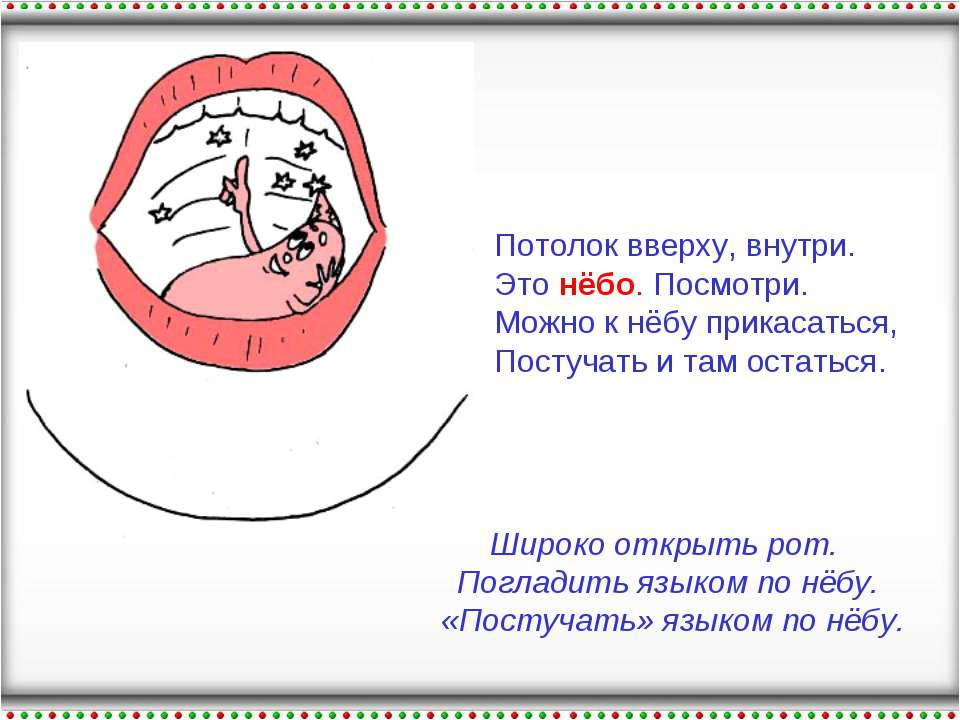 Потолок вверху, внутри.
Это нёбо. Посмотри.
Можно к нёбу прикасаться,
Постучать и там остаться.
Широко открыть рот.
Погладить языком по нёбу.
«Постучать» языком по нёбу.